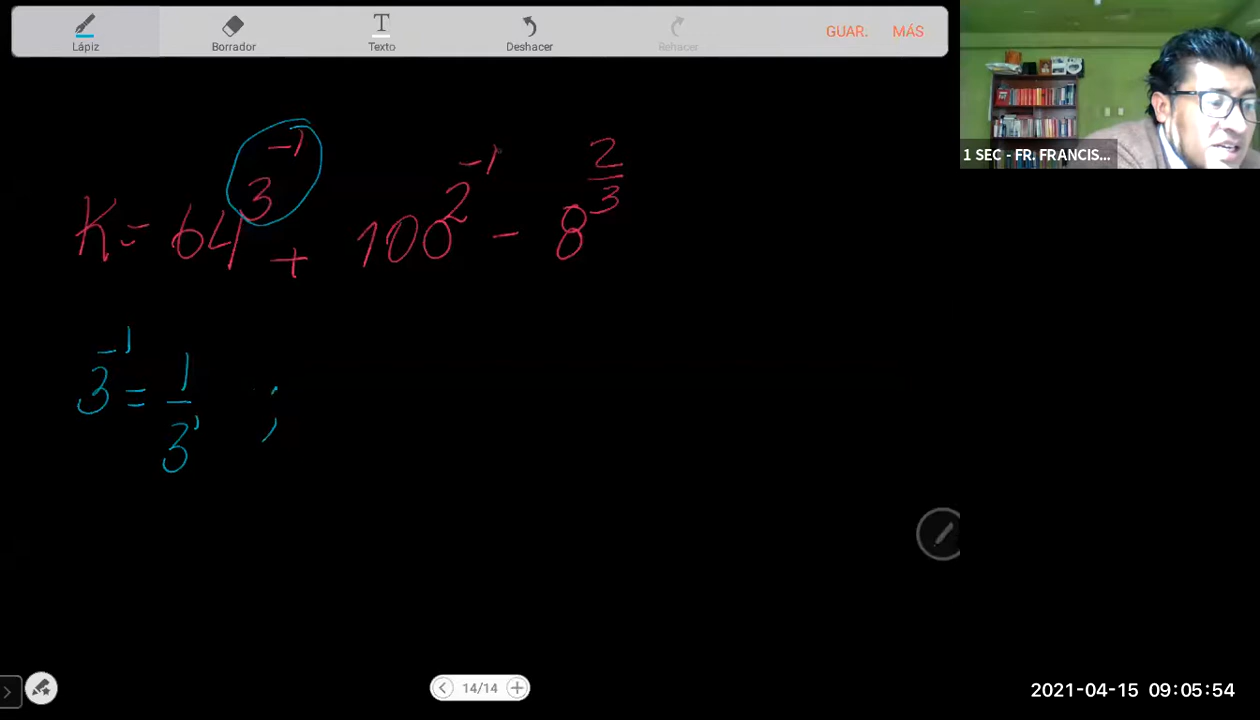 Lápiz
Borrador
Texto
Deshacer
Rehacer
GUAR.
MÁS
1 SEC - FR. FRANCIS...
K = 64^3^-1 + 100^2^-1 - 8^2/3
3^-1 = 1/3^1 ;
14/14
2021-04-15 09:05:54